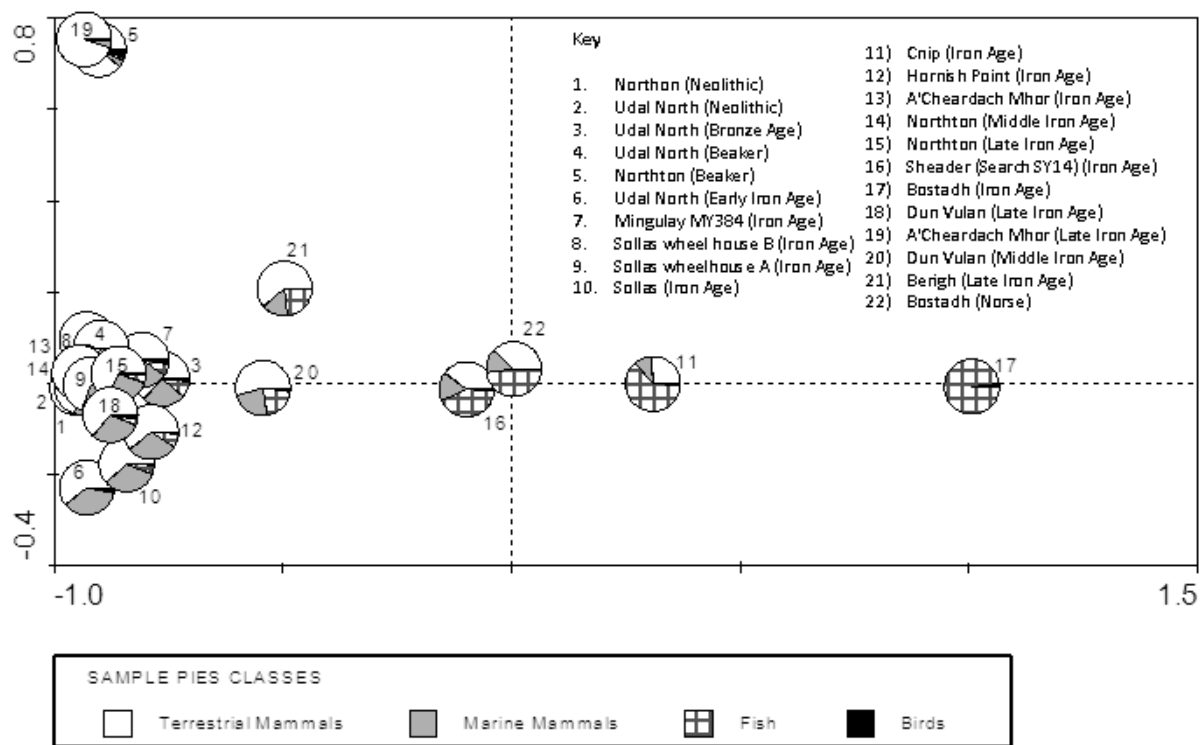 0.8
-0.4
-1.0
1.5
19
5
21
8
4
13
7
15
14
9
3
2
1
18
12
6
10
20
16
22
11
17
Key
1. Northon (Neolithic)
2. Udal North (Neolithic)
3. Udal North (Bronze Age)
4. Udal North (Beaker)
5. Northton (Beaker)
6. Udal North (Early Iron Age)
7. Mingulay MY384 (Iron Age)
8. Sollas wheel house B (Iron Age)
9. Sollas wheelhouse A (Iron Age)
10. Sollas (Iron Age)
11) Cnip (Iron Age)
12) Hornish Point (Iron Age)
13) A'Cheardach Mhor (Iron Age)
14) Northton (Middle Iron Age)
15) Northton (Late Iron Age)
16) Sheader (Search SY14) (Iron Age)
17) Bostadh (Iron Age)
18) Dun Vulan (Late Iron Age)
19) A'Cheardach Mhor (Late Iron Age)
20) Dun Vulan (Middle Iron Age)
21) Berigh (Late Iron Age)
22) Bostadh (Norse)
SAMPLE PIES CLASSES
Terrestrial Mammals Marine Mammals Fish Birds